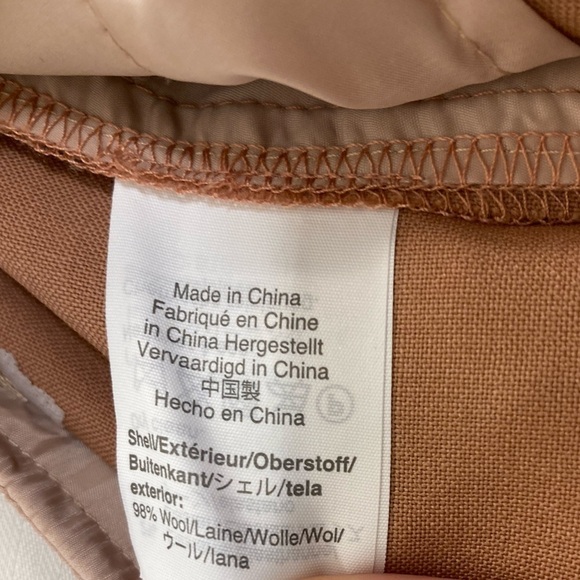 Made in China
Fabriqué en Chine
in China Hergestellt
Vervaardigd in China
中国製
Hecho en China
Shell/Extérieur/Oberstoff/
Buitenkant/シェル/tela
exterior:
98% Wool/Laine/Wolle/Wol/
ウール/lana